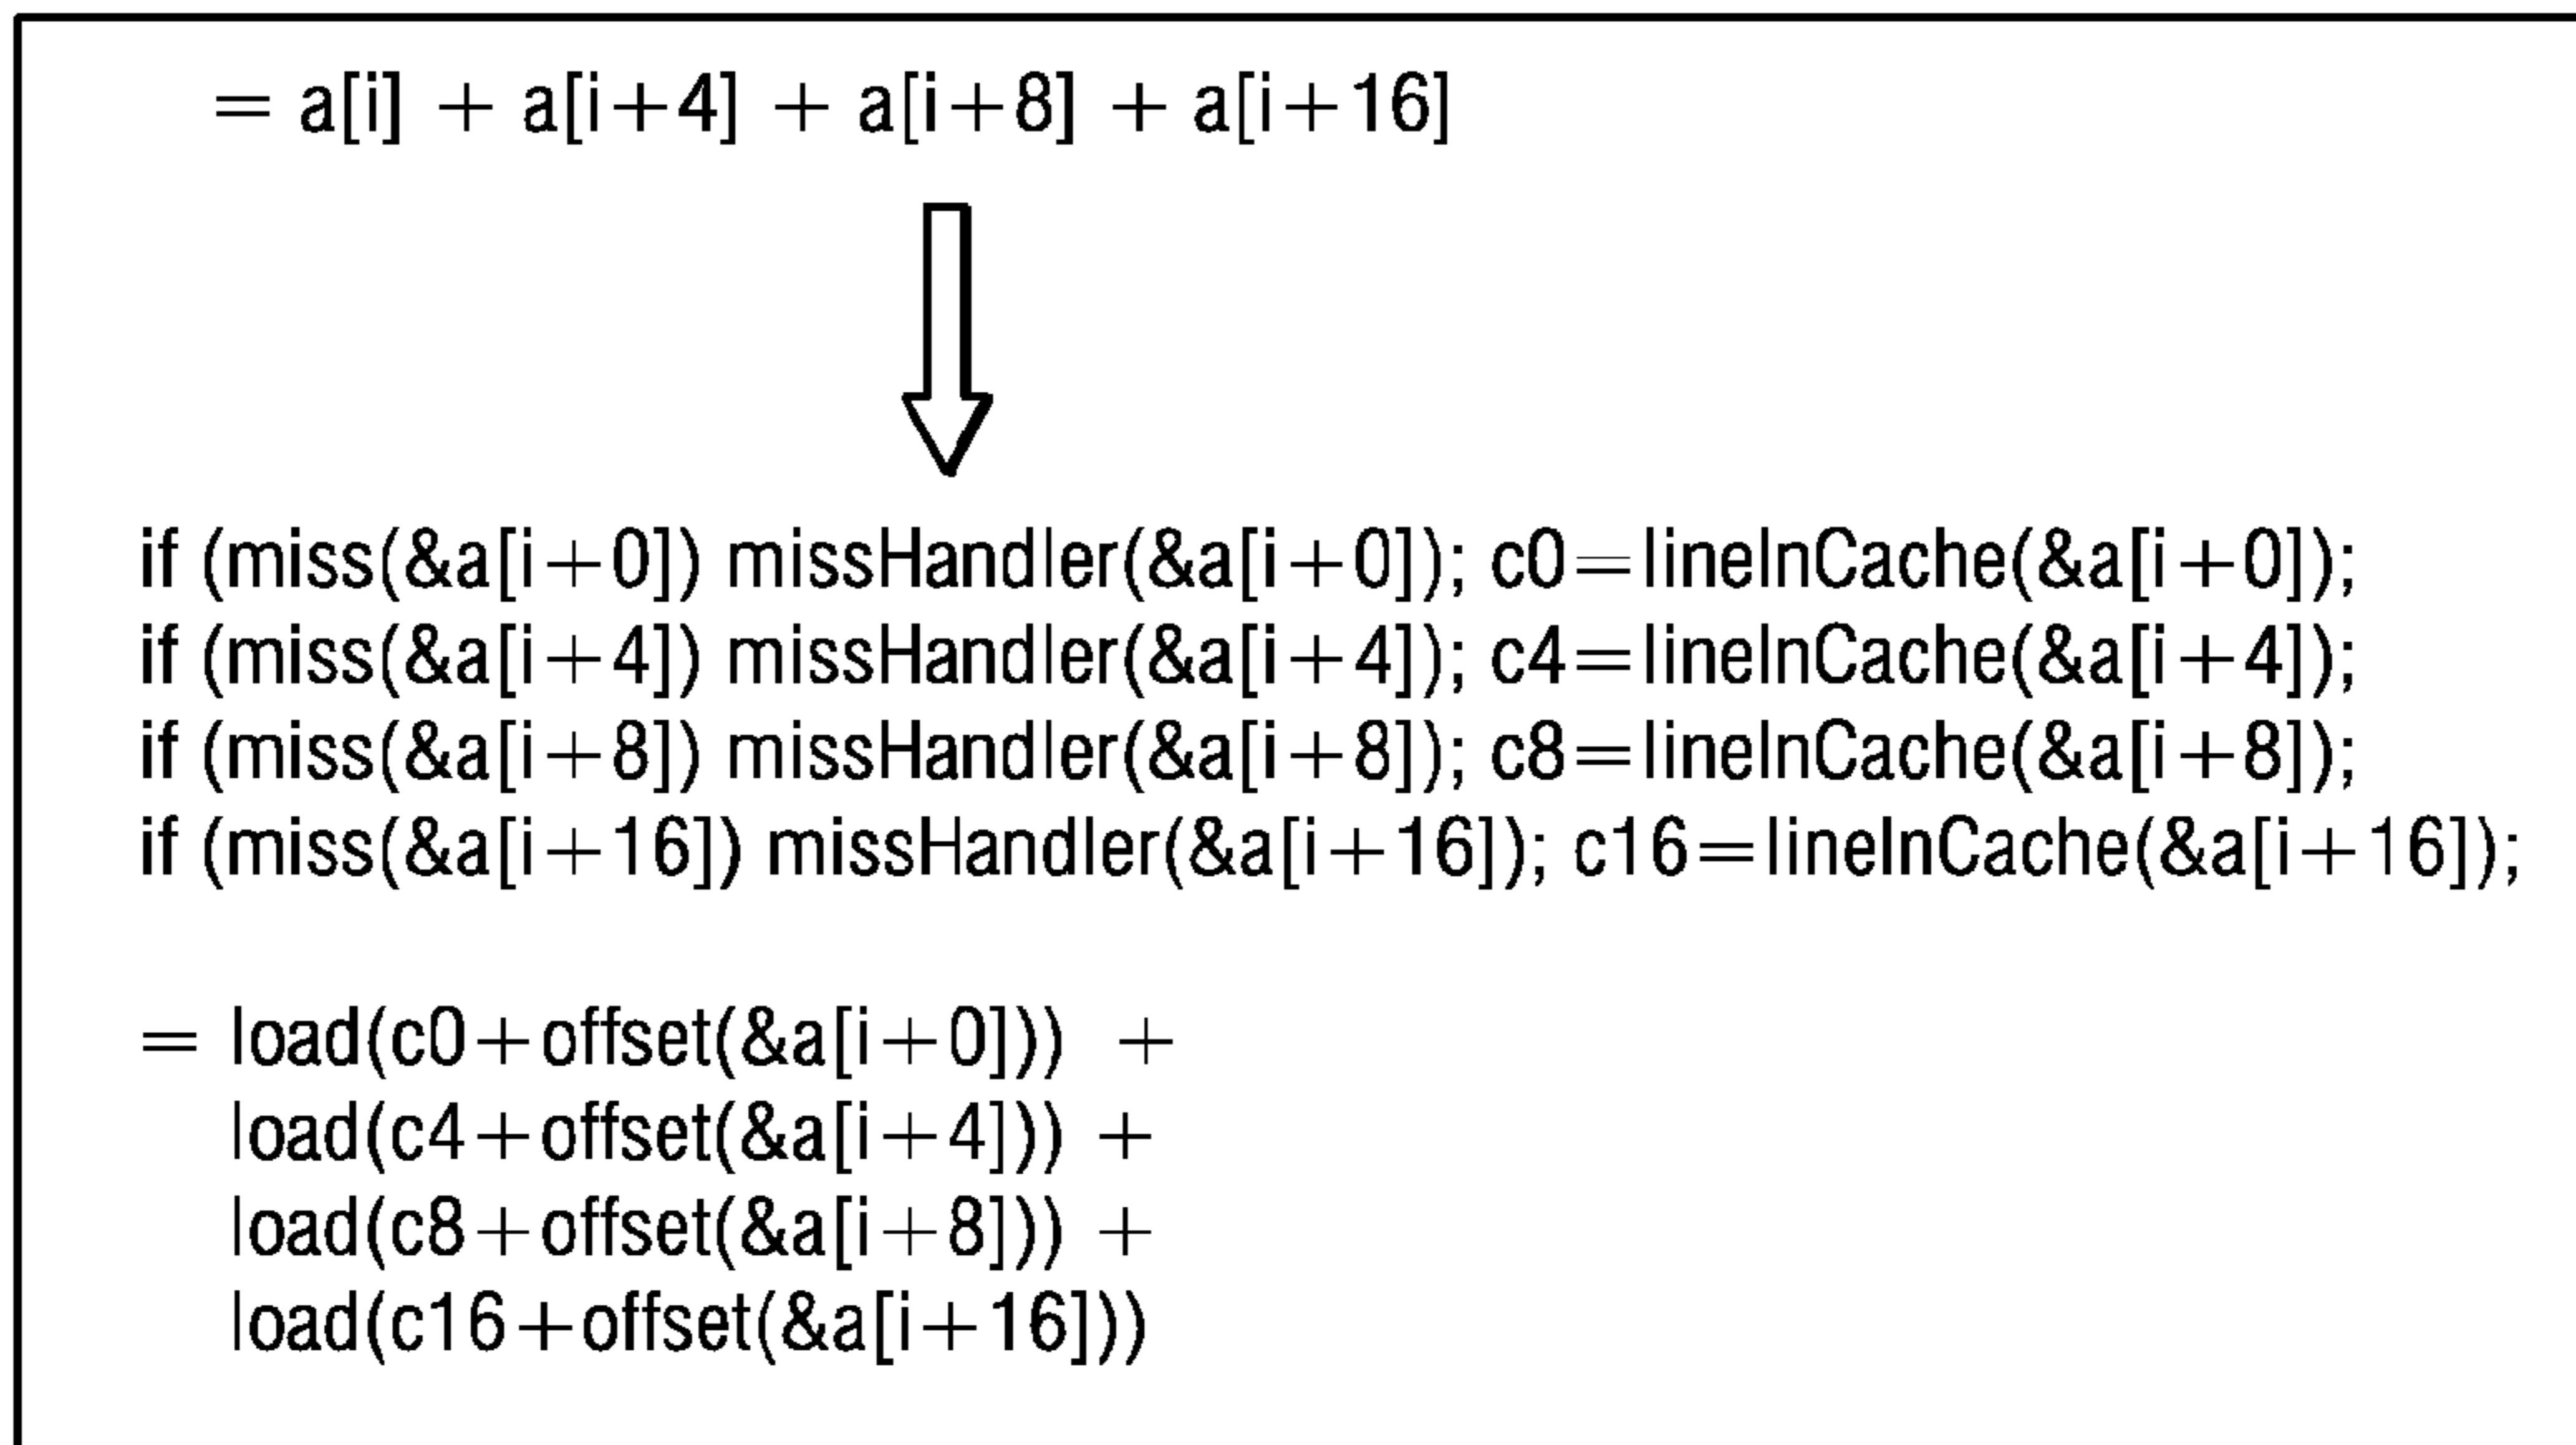 = a[i] + a[i+4] + a[i+8] + a[i+16]
if (miss(&a[i+0]) missHandler(&a[i+0]); c0=lineInCache(&a[i+0]);
if (miss(&a[i+4]) missHandler(&a[i+4]); c4=lineInCache(&a[i+4]);
if (miss(&a[i+8]) missHandler(&a[i+8]); c8=lineInCache(&a[i+8]);
if (miss(&a[i+16]) missHandler(&a[i+16]); c16=lineInCache(&a[i+16]);
= load(c0+offset(&a[i+0])) +
load(c4+offset(&a[i+4])) +
load(c8+offset(&a[i+8])) +
load(c16+offset(&a[i+16]))